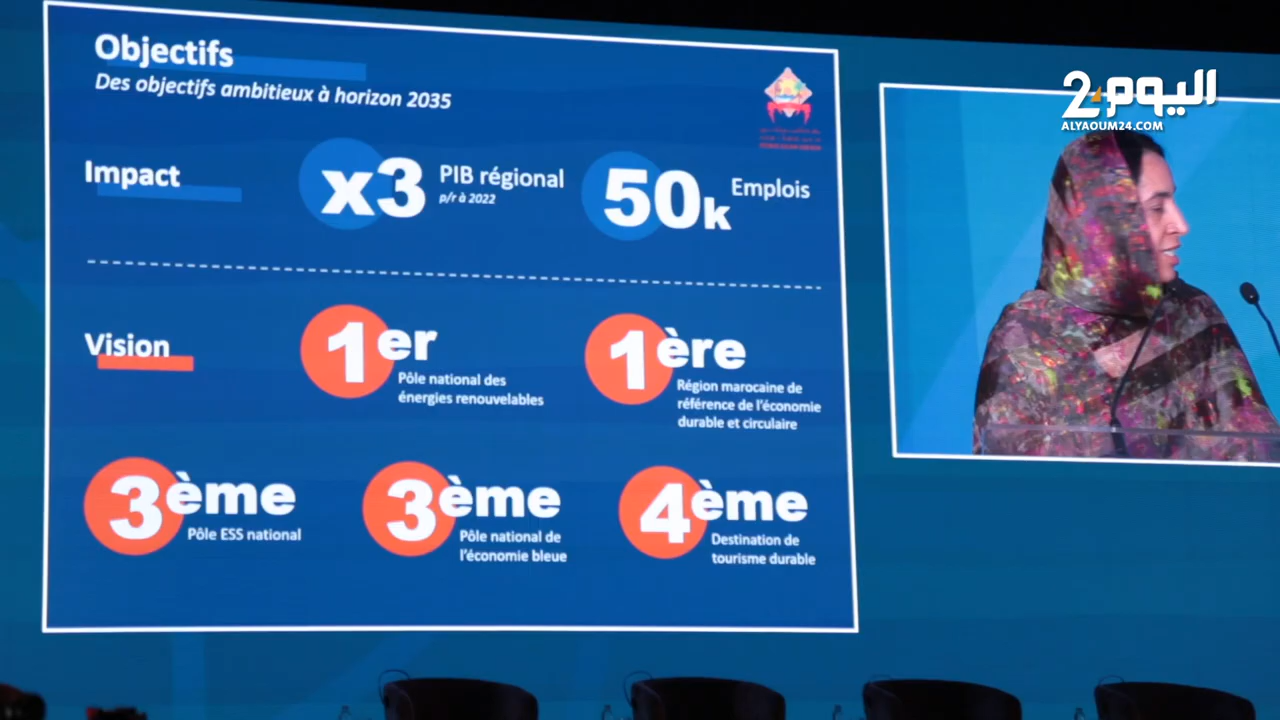 Objectifs
Des objectifs ambitieux à horizon 2035
Impact
x3
PIB régional
p/r à 2022
50k
Emplois
Vision
1er
Pôle national des
énergies renouvelables
1ère
Région marocaine de
référence de l'économie
durable et circulaire
3ème
Pôle ESS national
3ème
Pôle national de
l'économie bleue
4ème
Destination de
tourisme durable
اليوم24
ALYAOUM24.COM